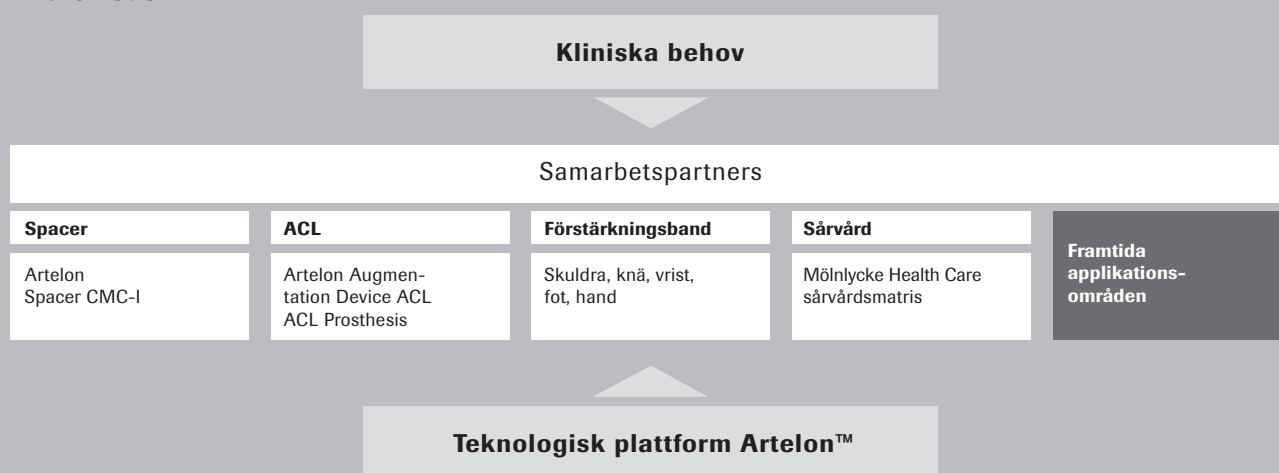 Kliniska behov
Samarbetspartners
Spacer
Artelon
Spacer CMC-I
ACL
Artelon Augmen-
tation Device ACL
ACL Prosthesis
Förstärkningsband
Skuldra, knä, vrist,
fot, hand
Sårvård
Mölnlycke Health Care
sårvårdsmatris
Framtida
applikations-
områden
Teknologisk plattform Artelon™